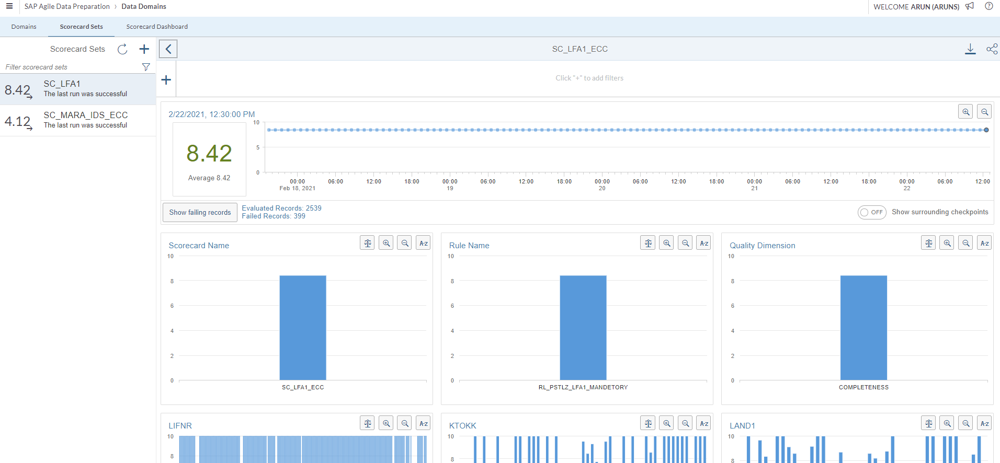 SAP Agile Data Preparation › Data Domains
WELCOME ARUN (ARUNS)
Domains
Scorecard Sets
Scorecard Dashboard
Scorecard Sets
Filter scorecard sets
8.42
SC_LFA1
The last run was successful
4.12
SC_MARA_IDS_ECC
The last run was successful
SC_LFA1_ECC
Click "+" to add filters
2/22/2021, 12:30:00 PM
8.42
Average 8.42
10
5
0
00:00 06:00 12:00 18:00 00:00 06:00 12:00 18:00 00:00 06:00 12:00 18:00 00:00 06:00 12:00 18:00 00:00 06:00 12:00
Feb 18, 2021 19 20 21 22
Show failing records
Evaluated Records: 2539
Failed Records: 399
OFF
Show surrounding checkpoints
Scorecard Name
A-z
10
8
6
4
2
0
SC_LFA1_ECC
Rule Name
A-z
10
8
6
4
2
0
RL_PSTLZ_LFA1_MANDETORY
Quality Dimension
A-z
10
8
6
4
2
0
COMPLETENESS
LIFNR
A-z
10
8
KTOKK
A-z
10
8
LAND1
A-z
10
8